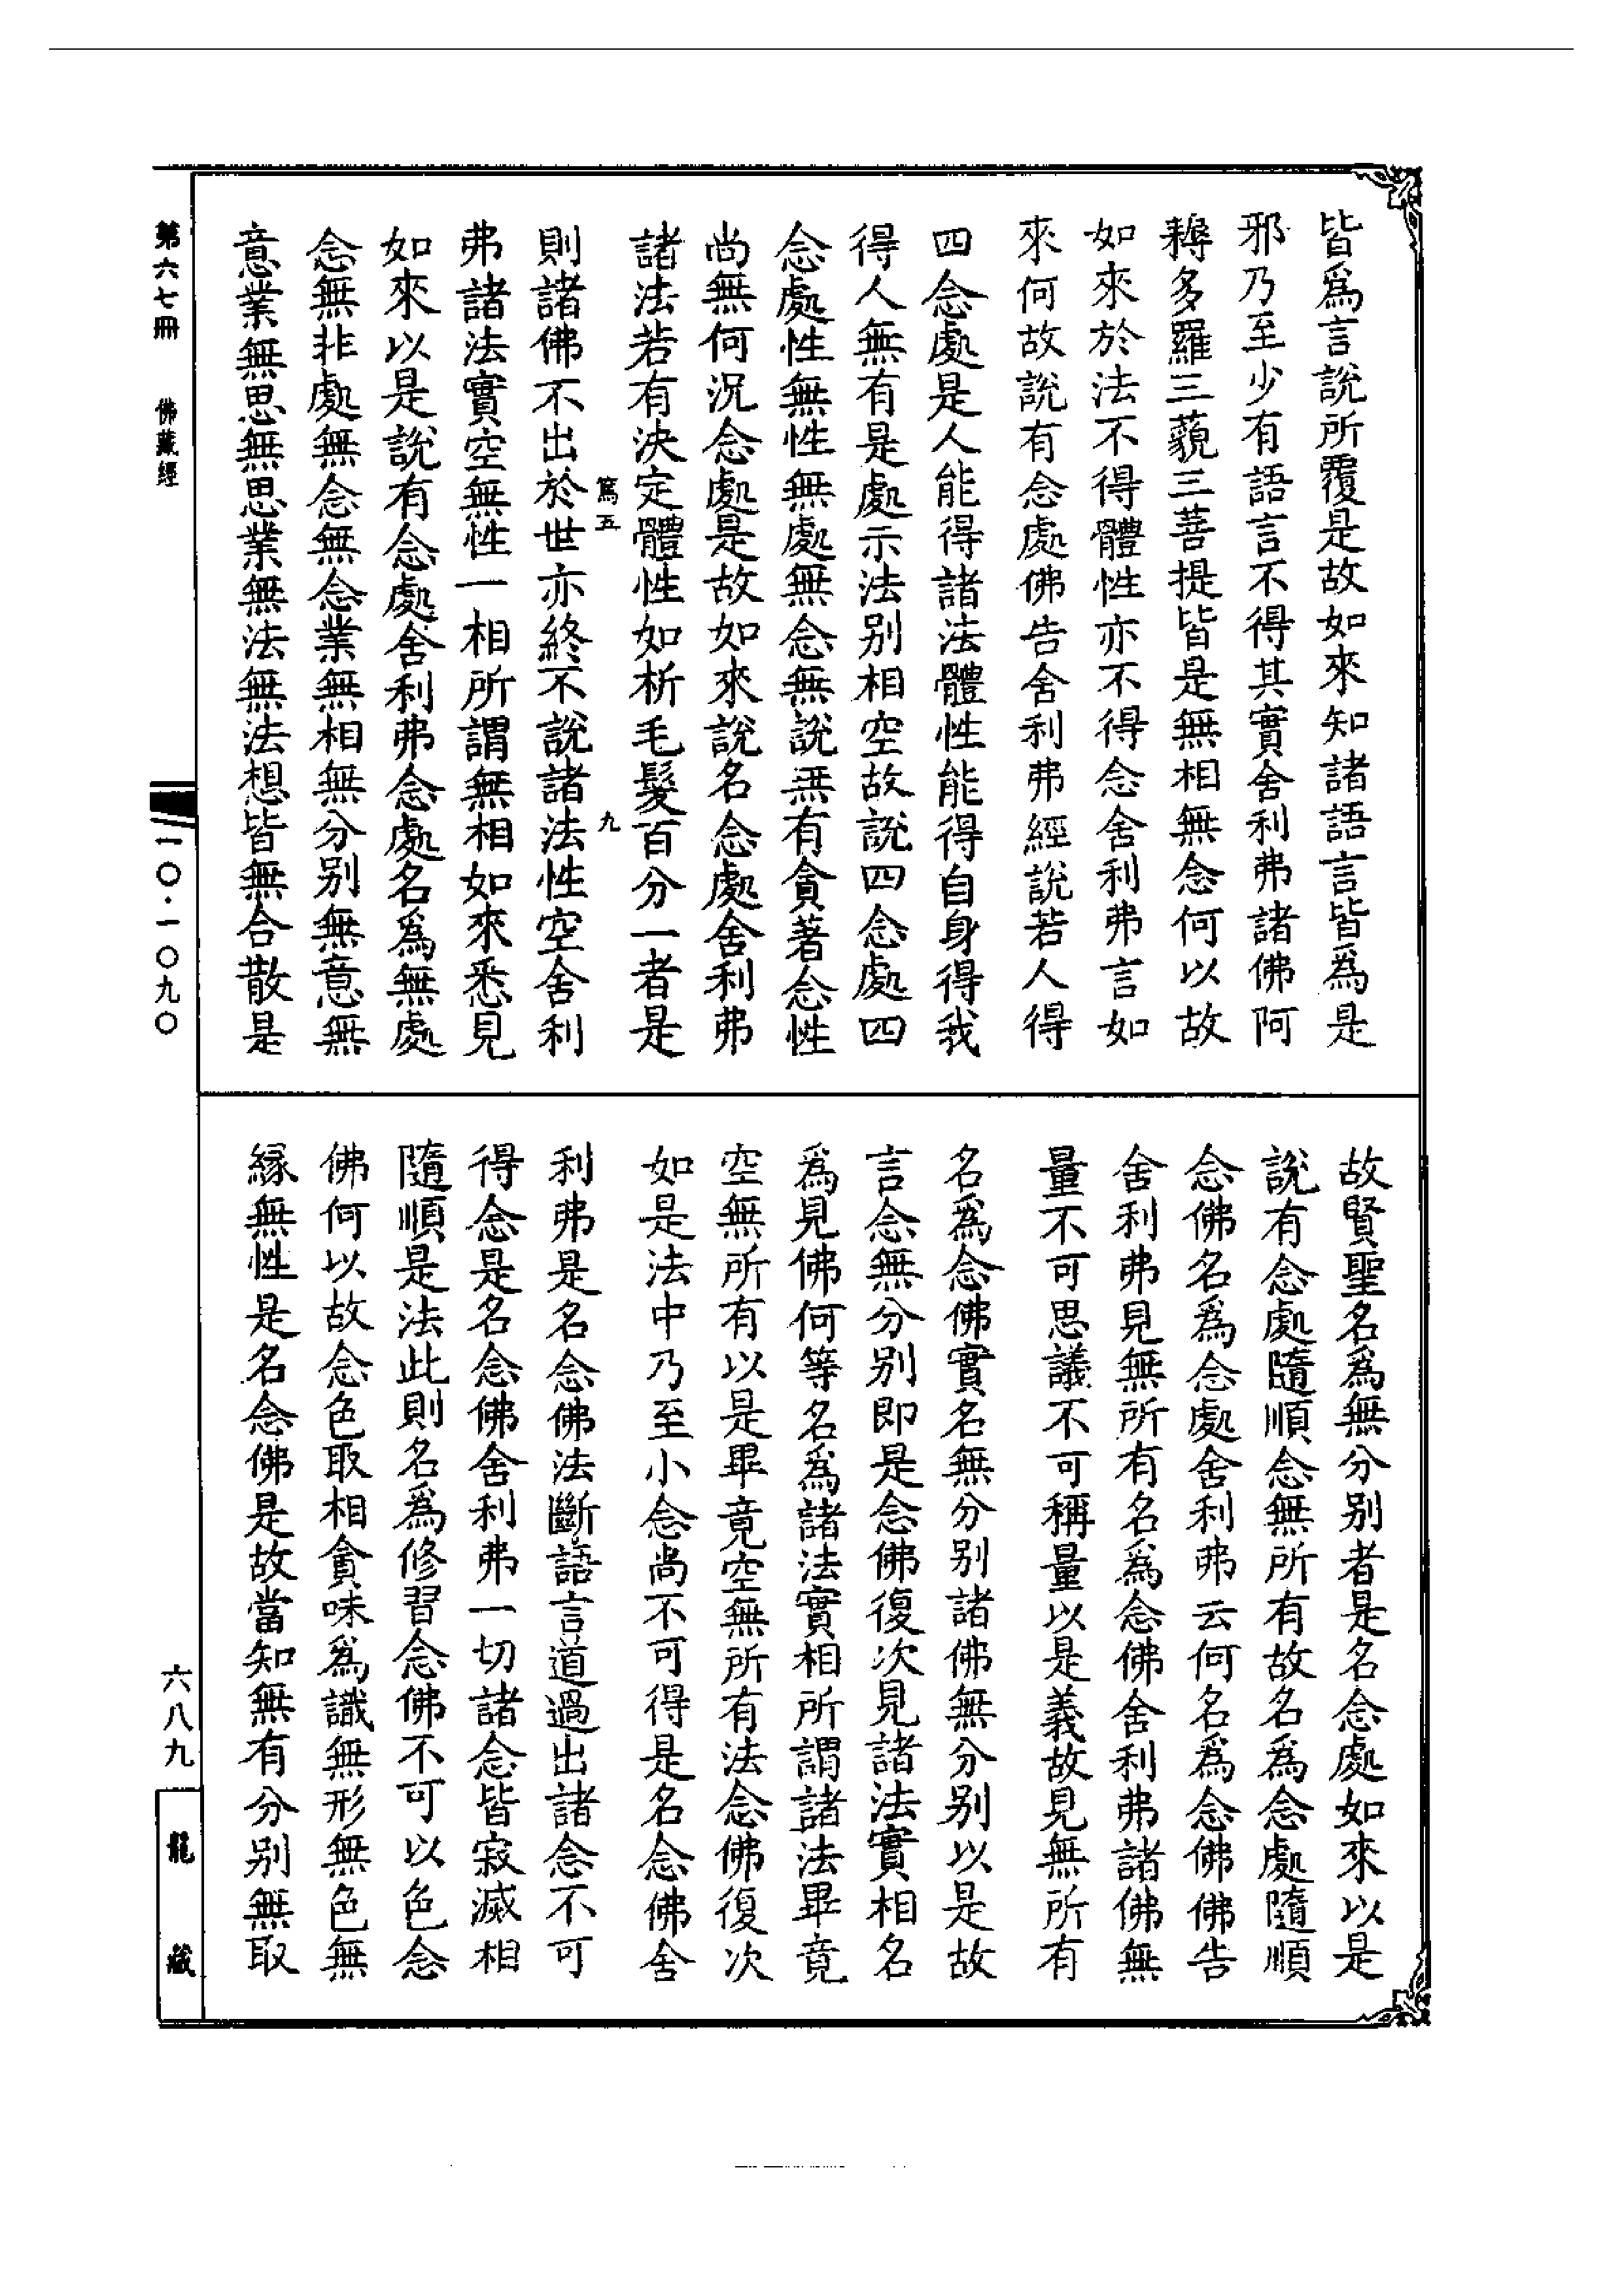 皆爲言說所覆是故如來知諸語言皆爲是
邪乃至少有語言不得其實舍利弗諸佛阿
耨多羅三藐三菩提皆是無相無念何以故
如來於法不得體性亦不得念舍利弗言如
來何故說有念處佛告舍利弗經說若人得
四念處是人能得諸法體性能得自身得我
得人無有是處示法別相空故說四念處四
念處性無性無處無念無說無有貪著念性
尚無何況念處是故如來說名念處舍利弗
諸法若有決定體性如析毛髮百分一者是
篤五 九
則諸佛不出於世亦終不說諸法性空舍利
弗諸法實空無性一相所謂無相如來悉見
如來以是說有念處舍利弗念處名爲無處
念無非處無念無念業無相無分別無意無
意業無思無思業無法無法想皆無合散是
故賢聖名爲無分別者是名念處如來以是
說有念處隨順念無所有故名爲念處隨順
念佛名爲念處舍利弗云何名爲念佛佛告
舍利弗見無所有名爲念佛舍利弗諸佛無
量不可思議不可稱量以是義故見無所有
名爲念佛實名無分別諸佛無分別以是故
言念無分別即是念佛復次見諸法實相名
爲見佛何等名爲諸法實相所謂諸法畢竟
空無所有以是畢竟空無所有法念佛復次
如是法中乃至小念尚不可得是名念佛舍
利弗是名念佛法斷語言道過出諸念不可
得念是名念佛舍利弗一切諸念皆寂滅相
隨順是法此則名爲修習念佛不可以色念
佛何以故念色取相貪味爲識無形無色無
緣無性是名念佛是故當知無有分別無取
第六七冊 佛藏經
一〇·一〇九〇
六八九
龍藏